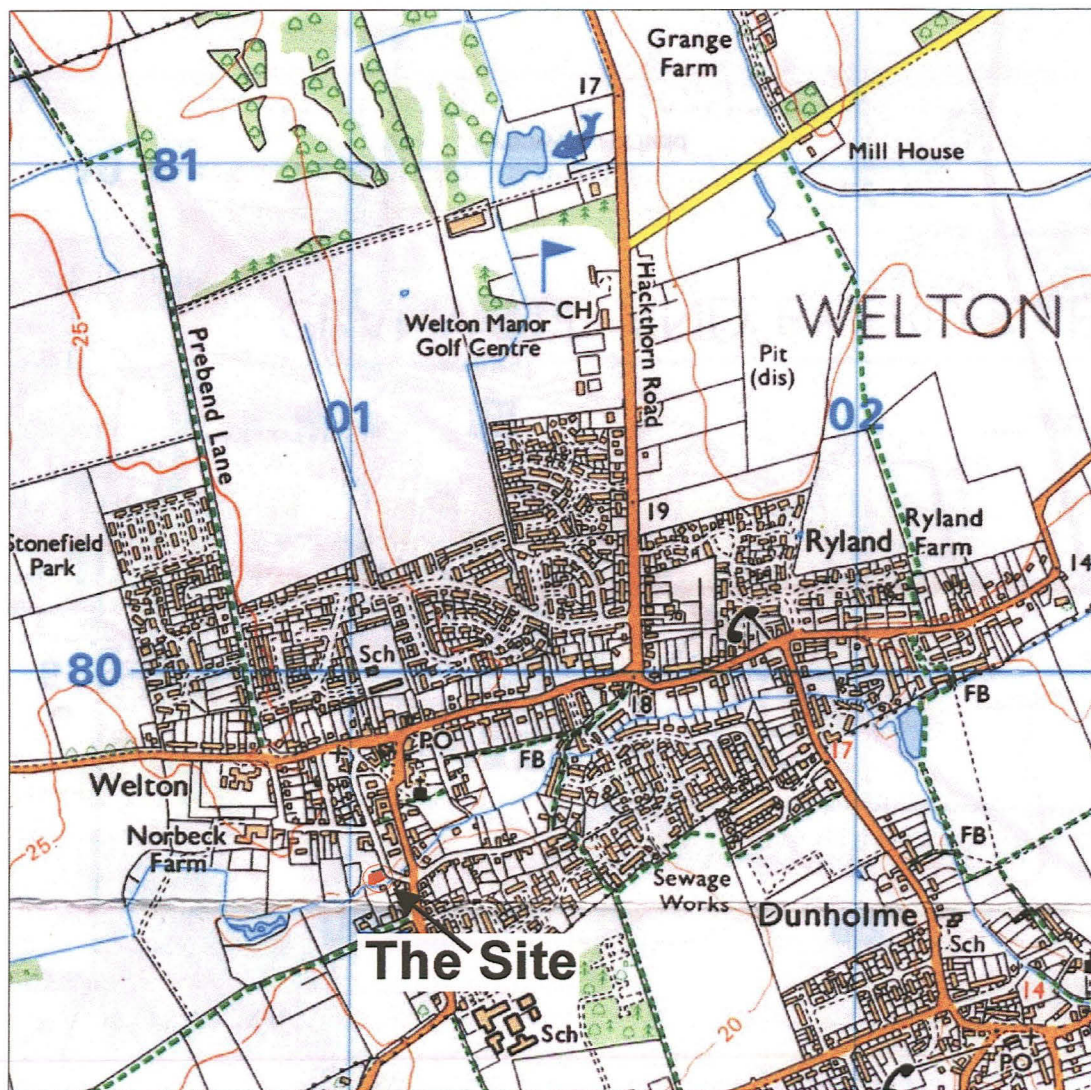 Grange
Farm
17
81
Mill House
Hackthorn Road
WELTON
25
CH
Welton Manor
Golf Centre
Pit
(dis)
Prebend Lane
01
02
19
Stonefield
Park
Ryland
Ryland
Farm
14
80
Sch
18
FB
PO
FB
17
Welton
25
Norbeck
Farm
FB
Sewage
Works
Dunholme
Sch
The Site
14
20
Sch
PO